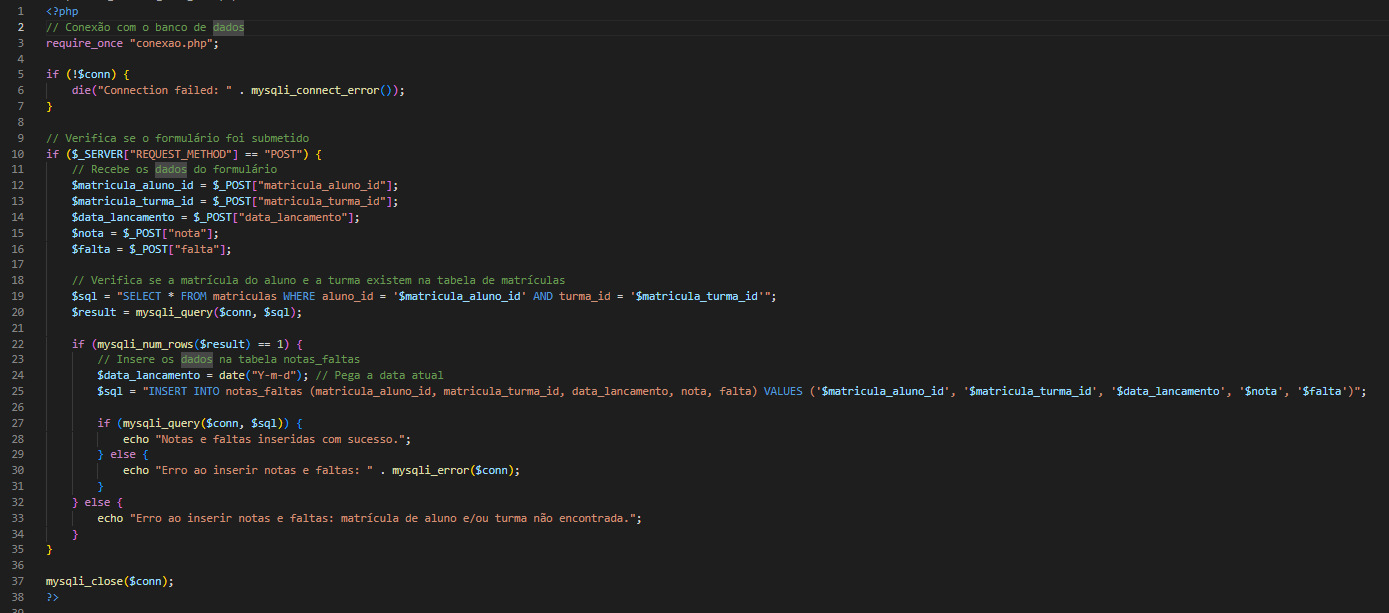 1 <?php
2 // Conexão com o banco de dados
3 require_once "conexao.php";
4
5 if (!$conn) {
6     die("Connection failed: " . mysqli_connect_error());
7 }
8
9 // Verifica se o formulário foi submetido
10 if ($_SERVER["REQUEST_METHOD"] == "POST") {
11     // Recebe os dados do formulário
12     $matricula_aluno_id = $_POST["matricula_aluno_id"];
13     $matricula_turma_id = $_POST["matricula_turma_id"];
14     $data_lancamento = $_POST["data_lancamento"];
15     $nota = $_POST["nota"];
16     $falta = $_POST["falta"];
17
18     // Verifica se a matrícula do aluno e a turma existem na tabela de matrículas
19     $sql = "SELECT * FROM matriculas WHERE aluno_id = '$matricula_aluno_id' AND turma_id = '$matricula_turma_id'";
20     $result = mysqli_query($conn, $sql);
21
22     if (mysqli_num_rows($result) == 1) {
23         // Insere os dados na tabela notas_faltas
24         $data_lancamento = date("Y-m-d"); // Pega a data atual
25         $sql = "INSERT INTO notas_faltas (matricula_aluno_id, matricula_turma_id, data_lancamento, nota, falta) VALUES ('$matricula_aluno_id', '$matricula_turma_id', '$data_lancamento', '$nota', '$falta')";
26
27         if (mysqli_query($conn, $sql)) {
28             echo "Notas e faltas inseridas com sucesso.";
29         } else {
30             echo "Erro ao inserir notas e faltas: " . mysqli_error($conn);
31         }
32     } else {
33         echo "Erro ao inserir notas e faltas: matrícula de aluno e/ou turma não encontrada.";
34     }
35 }
36
37 mysqli_close($conn);
38 ?>
39